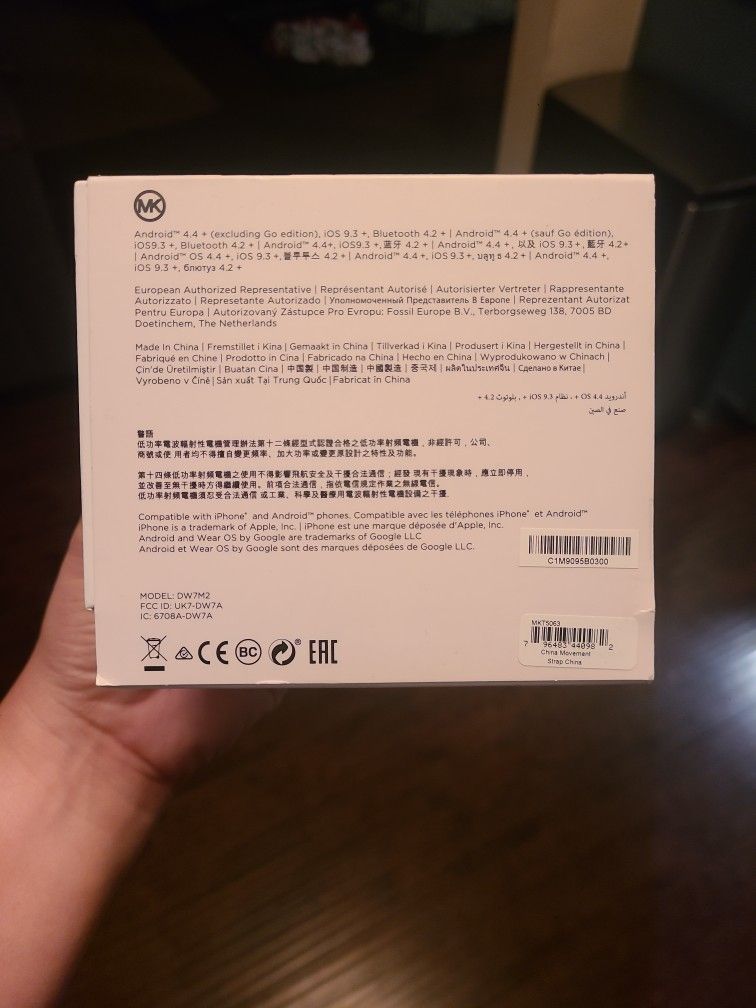 MK
Android™ 4.4 + (excluding Go edition), iOS 9.3 +, Bluetooth 4.2 + | Android™ 4.4 + (sauf Go édition),
iOS9.3 +, Bluetooth 4.2 + | Android™ 4.4+, iOS9.3 +, 蓝牙 4.2 + | Android™ 4.4 +, 以及 iOS 9.3 +, 藍牙 4.2+
| Android™ OS 4.4 +, iOS 9.3 +, 블루투스 4.2 + | Android™ 4.4 +, iOS 9.3 +, 4.2 + | Android™ 4.4 +,
iOS 9.3 +, блютуз 4.2 +
European Authorized Representative | Représentant Autorisé | Autorisierter Vertreter | Rappresentante
Autorizzato | Represetante Autorizado | Уполномоченный Представитель В Европе | Reprezentant Autorizat
Pentru Europa | Autorizovaný Zástupce Pro Evropu: Fossil Europe B.V., Terborgseweg 138, 7005 BD
Doetinchem, The Netherlands
Made In China | Fremstillet i Kina | Gemaakt in China | Tillverkad i Kina | Produsert i Kina | Hergestellt in China |
Fabriqué en Chine | Prodotto in Cina | Fabricado na China | Hecho en China | Wyprodukowano w Chinach |
Çin'de Üretilmiştir | Buatan Cina | 中国製 | 中国制造 | 中國製造 | 중국제 | ผลิตในประเทศจีน | Сделано в Китае |
Vyrobeno v Číně | Sản xuất Tại Trung Quốc | Fabricat în China
أندرويد OS 4.4 + ، نظام iOS 9.3 + ، بلوتوث 4.2 +
صنع في الصين
警語
低功率電波輻射性電機管理辦法第十二條經型式認證合格之低功率射頻電機，非經許可，公司、
商號或使用者均不得擅自變更頻率、加大功率或變更原設計之特性及功能。
第十四條低功率射頻電機之使用不得影響飛航安全及干擾合法通信；經發現有干擾現象時，應立即停用，
並改善至無干擾時方得繼續使用。前項合法通信，指依電信規定作業之無線電信。
低功率射頻電機須忍受合法通信或工業、科學及醫療用電波輻射性電機設備之干擾.
Compatible with iPhone® and Android™ phones. Compatible avec les téléphones iPhone® et Android™
iPhone is a trademark of Apple, Inc. | iPhone est une marque déposée d'Apple, Inc.
Android and Wear OS by Google are trademarks of Google LLC
Android et Wear OS by Google sont des marques déposées de Google LLC.
C1M9095B0300
MODEL: DW7M2
FCC ID: UK7-DW7A
IC: 6708A-DW7A
CE BC ® EAC
MKT5063
7 96483 44098 2
China Movement
Strap China